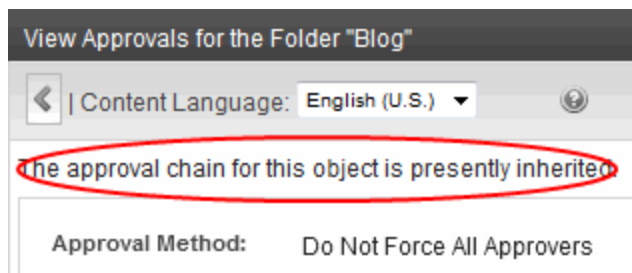 View Approvals for the Folder "Blog"
| Content Language: English (U.S.)
The approval chain for this object is presently inherited.
Approval Method: Do Not Force All Approvers